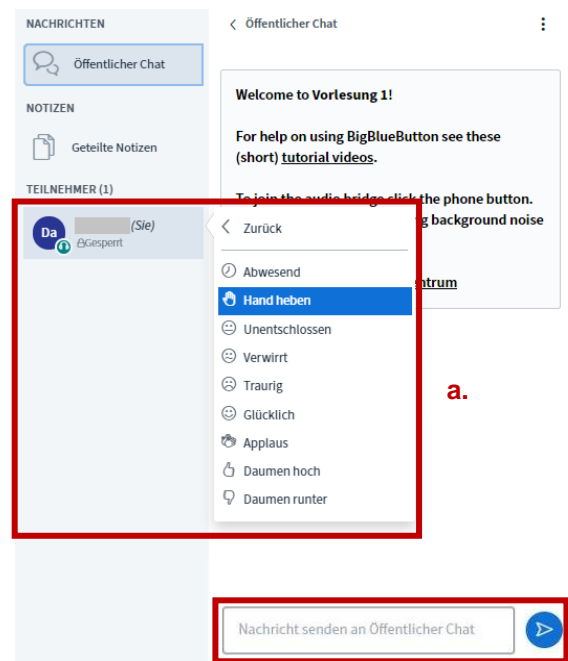 NACHRICHTEN
Öffentlicher Chat
NOTIZEN
Geteilte Notizen
TEILNEHMER (1)
Da
(Sie)
Gesperrt
Öffentlicher Chat
Welcome to Vorlesung 1!
For help on using BigBlueButton see these
(short) tutorial videos.
To join the audio bridge click the phone button.
g background noise
ntrum
Zurück
Abwesend
Hand heben
Unentschlossen
Verwirrt
Traurig
Glücklich
Applaus
Daumen hoch
Daumen runter
a.
Nachricht senden an Öffentlicher Chat